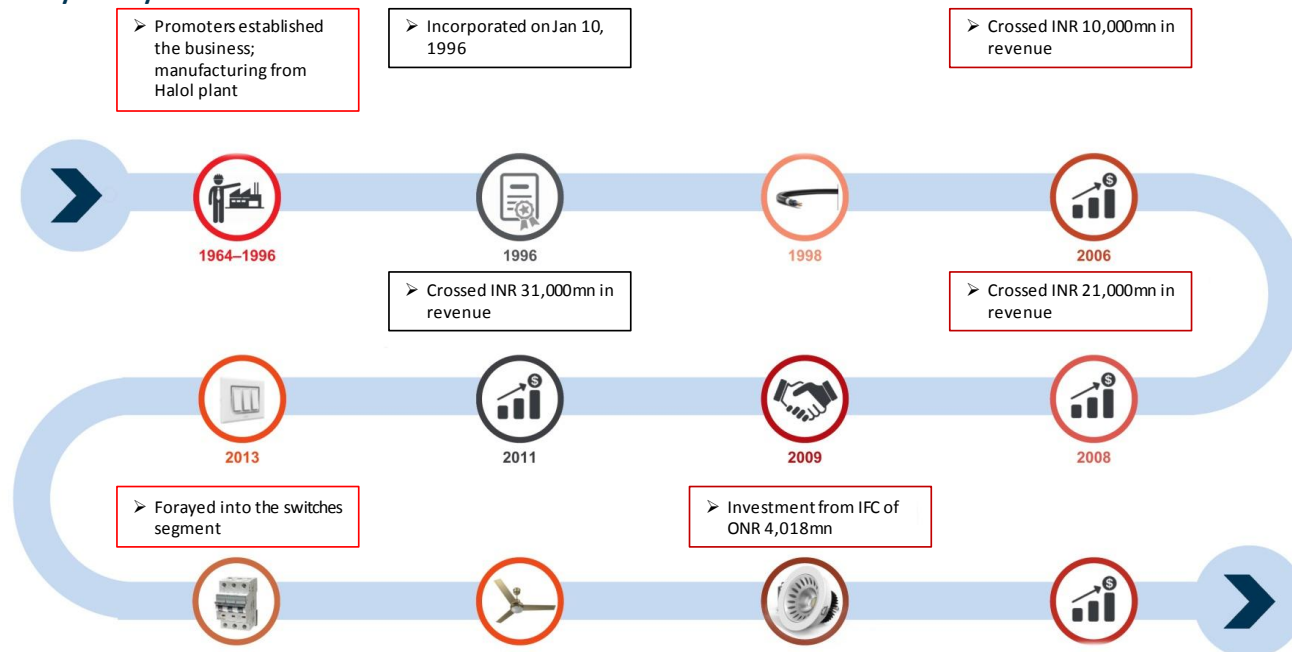 ➢ Promoters established
the business;
manufacturing from
Halol plant
➢ Incorporated on Jan 10,
1996
➢ Crossed INR 10,000mn in
revenue
1964–1996
1996
1998
2006
➢ Crossed INR 31,000mn in
revenue
➢ Crossed INR 21,000mn in
revenue
2013
2011
2009
2008
➢ Forayed into the switches
segment
➢ Investment from IFC of
ONR 4,018mn